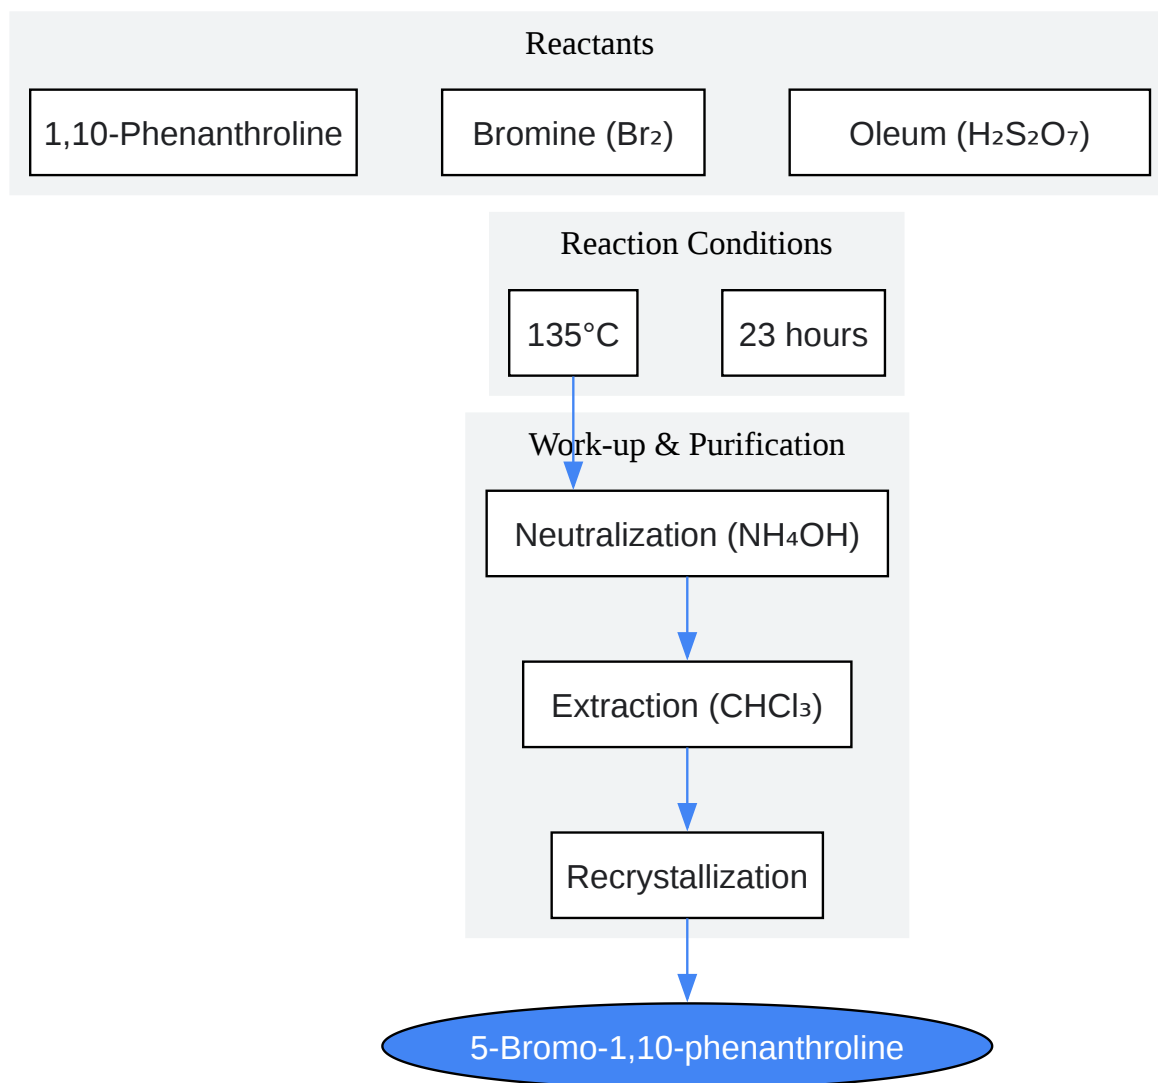 Reactants
1,10-Phenanthroline
Bromine (Br₂)
Oleum (H₂S₂O₇)
Reaction Conditions
135°C
23 hours
Work-up & Purification
Neutralization (NH₄OH)
Extraction (CHCl₃)
Recrystallization
5-Bromo-1,10-phenanthroline